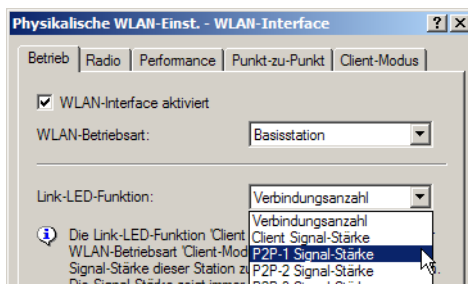 Physikalische WLAN-Einst. - WLAN-Interface
Betrieb Radio Performance Punkt-zu-Punkt Client-Modus
WLAN-Interface aktiviert
WLAN-Betriebsart: Basisstation
Link-LED-Funktion: Verbindungsanzahl
Verbindungsanzahl
Die Link-LED-Funktion 'Client Client Signal-Stärke
WLAN-Betriebsart 'Client-Mod P2P-1 Signal-Stärke
Signal-Stärke dieser Station zu P2P-2 Signal-Stärke